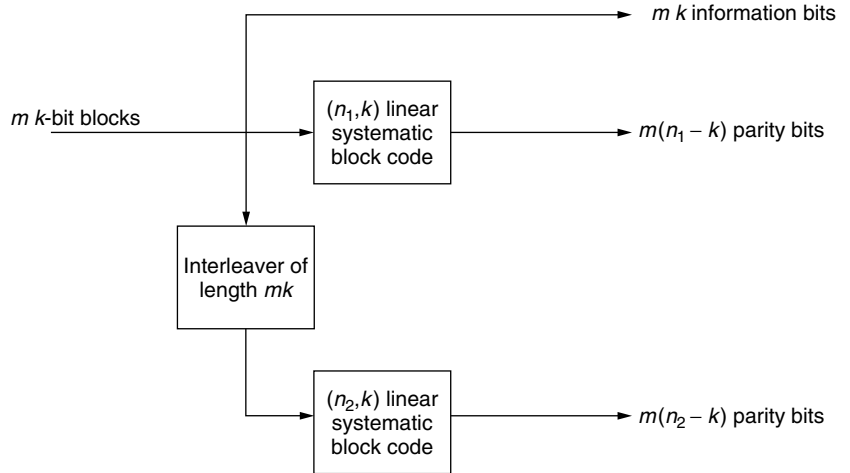 m k information bits
m k-bit blocks
(n1,k) linear
systematic
block code
m(n1 – k) parity bits
Interleaver of
length mk
(n2,k) linear
systematic
block code
m(n2 – k) parity bits